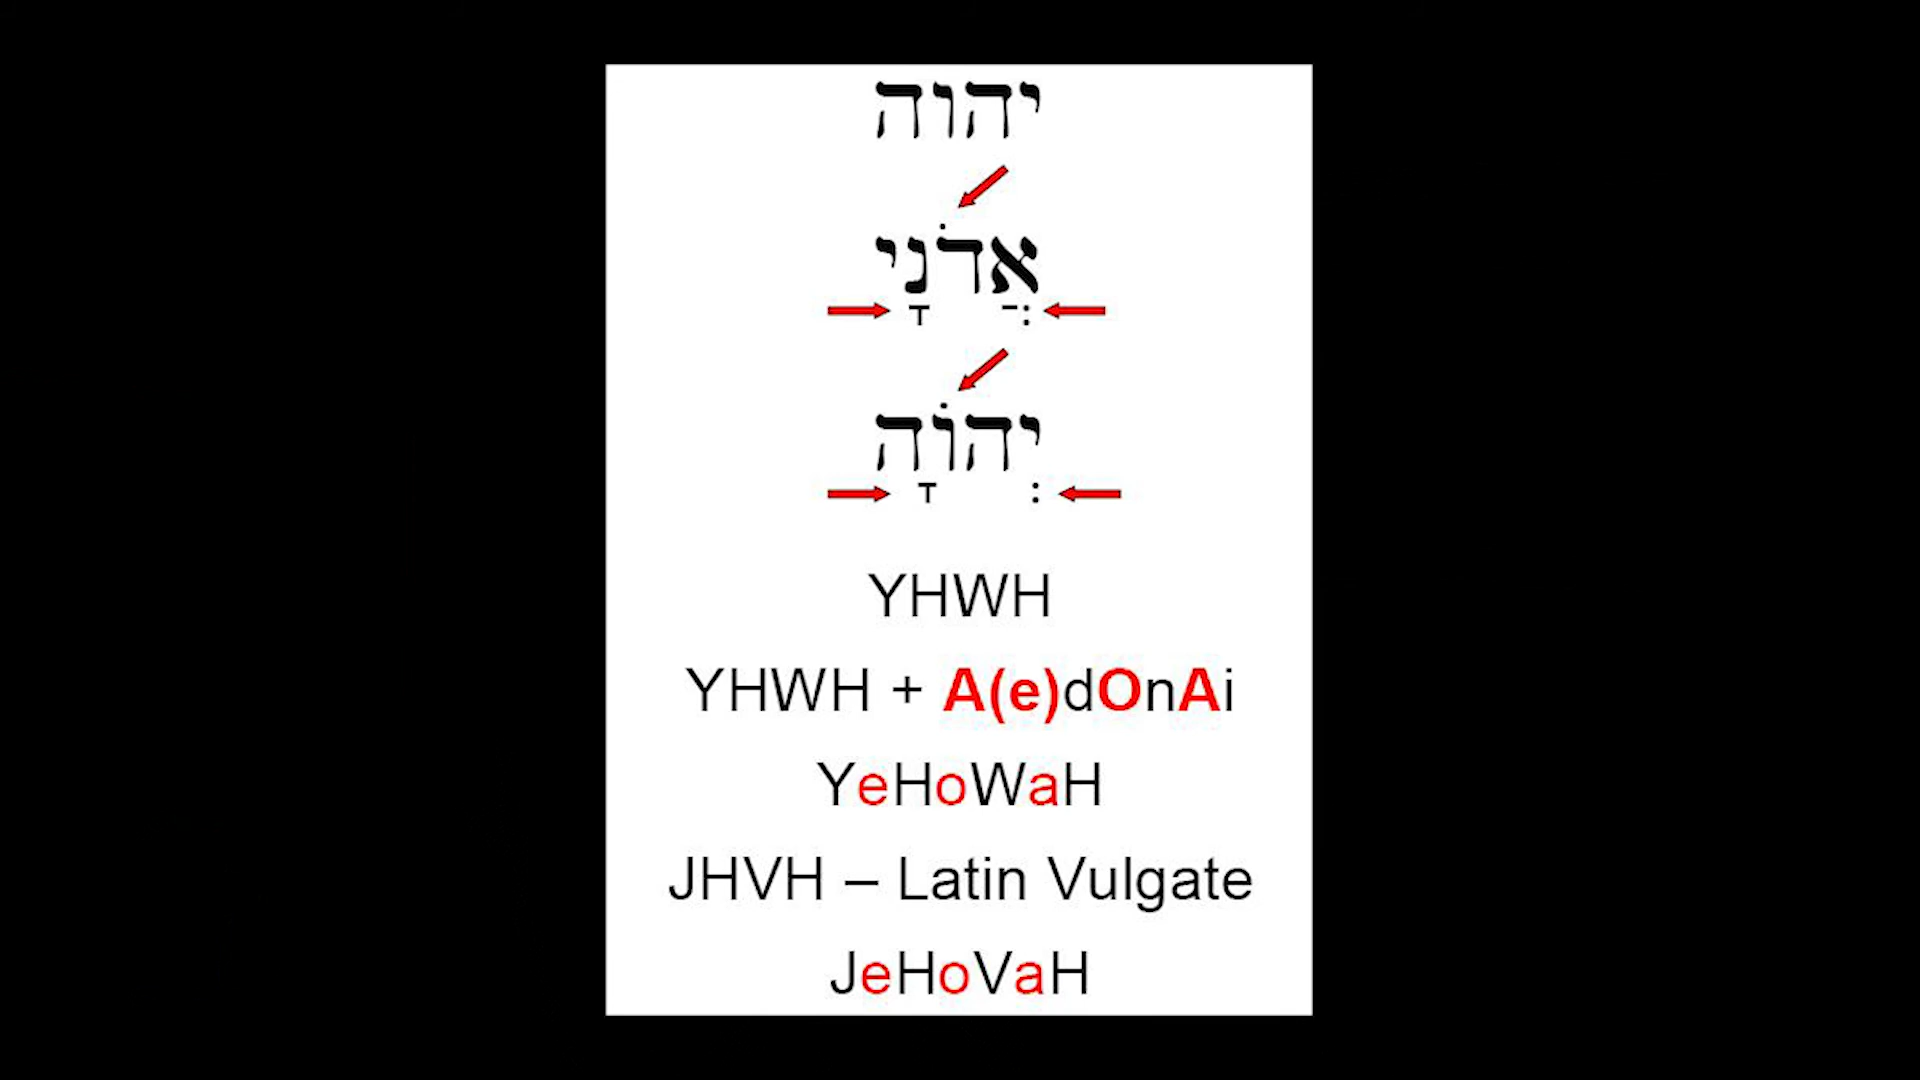 יהוה
אֲדֹנָי
יְהוָֹה
YHWH
YHWH + A(e)dOnAi
YeHoWaH
JHVH – Latin Vulgate
JeHoVaH